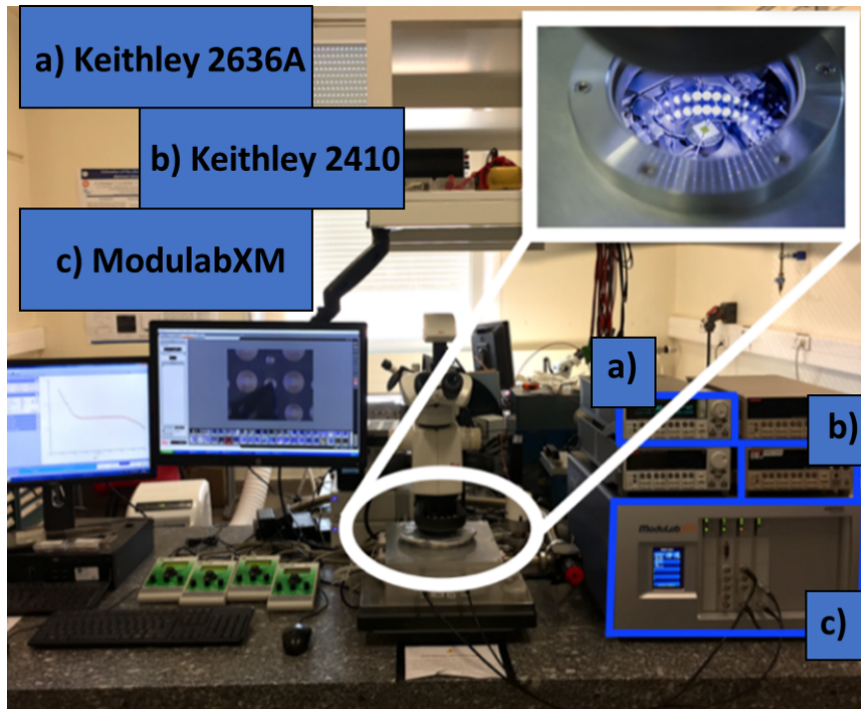 a) Keithley 2636A
b) Keithley 2410
c) ModulabXM
a)
b)
ModuLab
c)